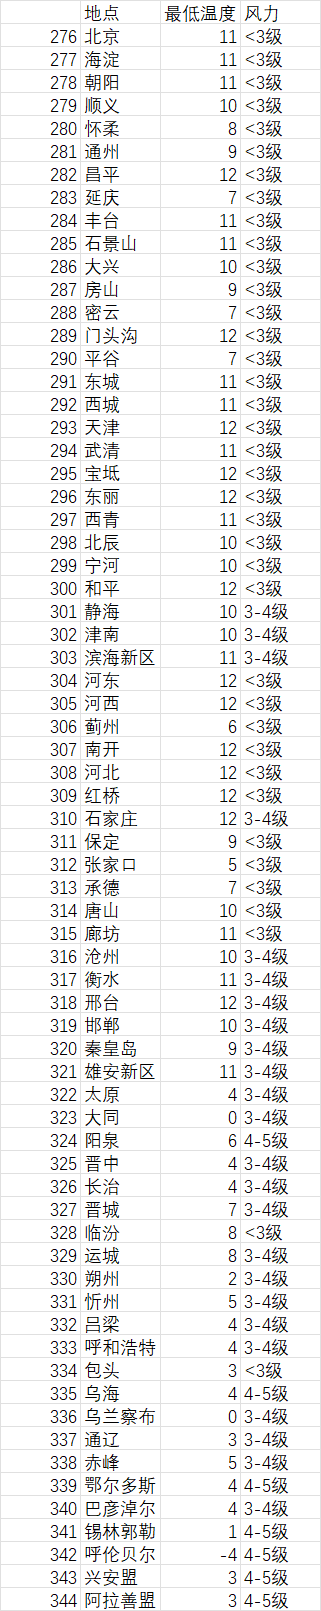 地点 最低温度 风力
276 北京 11 <3级
277 海淀 11 <3级
278 朝阳 11 <3级
279 顺义 10 <3级
280 怀柔 8 <3级
281 通州 9 <3级
282 昌平 12 <3级
283 延庆 7 <3级
284 丰台 11 <3级
285 石景山 11 <3级
286 大兴 10 <3级
287 房山 9 <3级
288 密云 7 <3级
289 门头沟 12 <3级
290 平谷 7 <3级
291 东城 11 <3级
292 西城 11 <3级
293 天津 12 <3级
294 武清 11 <3级
295 宝坻 12 <3级
296 东丽 12 <3级
297 西青 11 <3级
298 北辰 10 <3级
299 宁河 10 <3级
300 和平 12 <3级
301 静海 10 3-4级
302 津南 10 3-4级
303 滨海新区 11 3-4级
304 河东 12 <3级
305 河西 12 <3级
306 蓟州 6 <3级
307 南开 12 <3级
308 河北 12 <3级
309 红桥 12 <3级
310 石家庄 12 3-4级
311 保定 9 <3级
312 张家口 5 <3级
313 承德 7 <3级
314 唐山 10 <3级
315 廊坊 11 <3级
316 沧州 10 3-4级
317 衡水 11 3-4级
318 邢台 12 3-4级
319 邯郸 10 3-4级
320 秦皇岛 9 3-4级
321 雄安新区 11 3-4级
322 太原 4 3-4级
323 大同 0 3-4级
324 阳泉 6 4-5级
325 晋中 4 3-4级
326 长治 4 3-4级
327 晋城 7 3-4级
328 临汾 8 <3级
329 运城 8 3-4级
330 朔州 2 3-4级
331 忻州 5 3-4级
332 吕梁 4 3-4级
333 呼和浩特 4 3-4级
334 包头 3 <3级
335 乌海 4 4-5级
336 乌兰察布 0 3-4级
337 通辽 3 3-4级
338 赤峰 5 3-4级
339 鄂尔多斯 4 4-5级
340 巴彦淖尔 4 3-4级
341 锡林郭勒 1 4-5级
342 呼伦贝尔 -4 4-5级
343 兴安盟 3 4-5级
344 阿拉善盟 3 4-5级